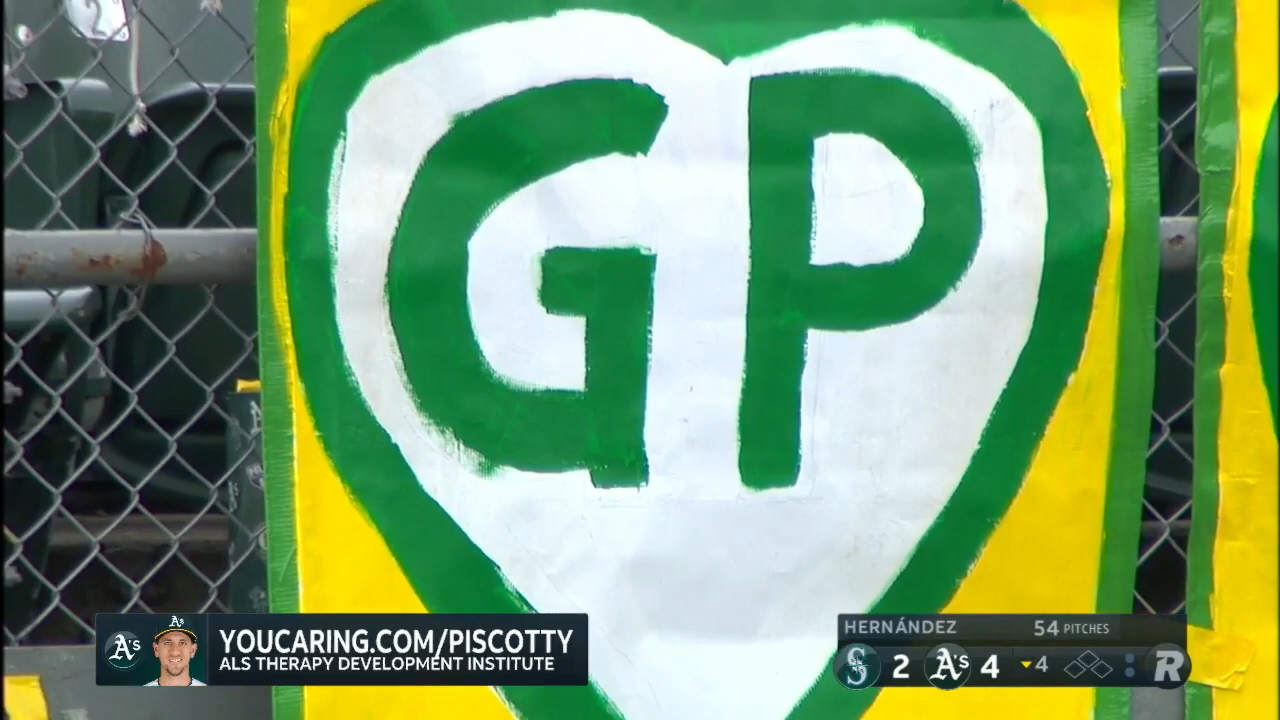 GP
YOUCARING.COM/PISCOTTY
ALS THERAPY DEVELOPMENT INSTITUTE
A's
A's
HERNÁNDEZ 54 PITCHES
S 2 A's 4 4 R